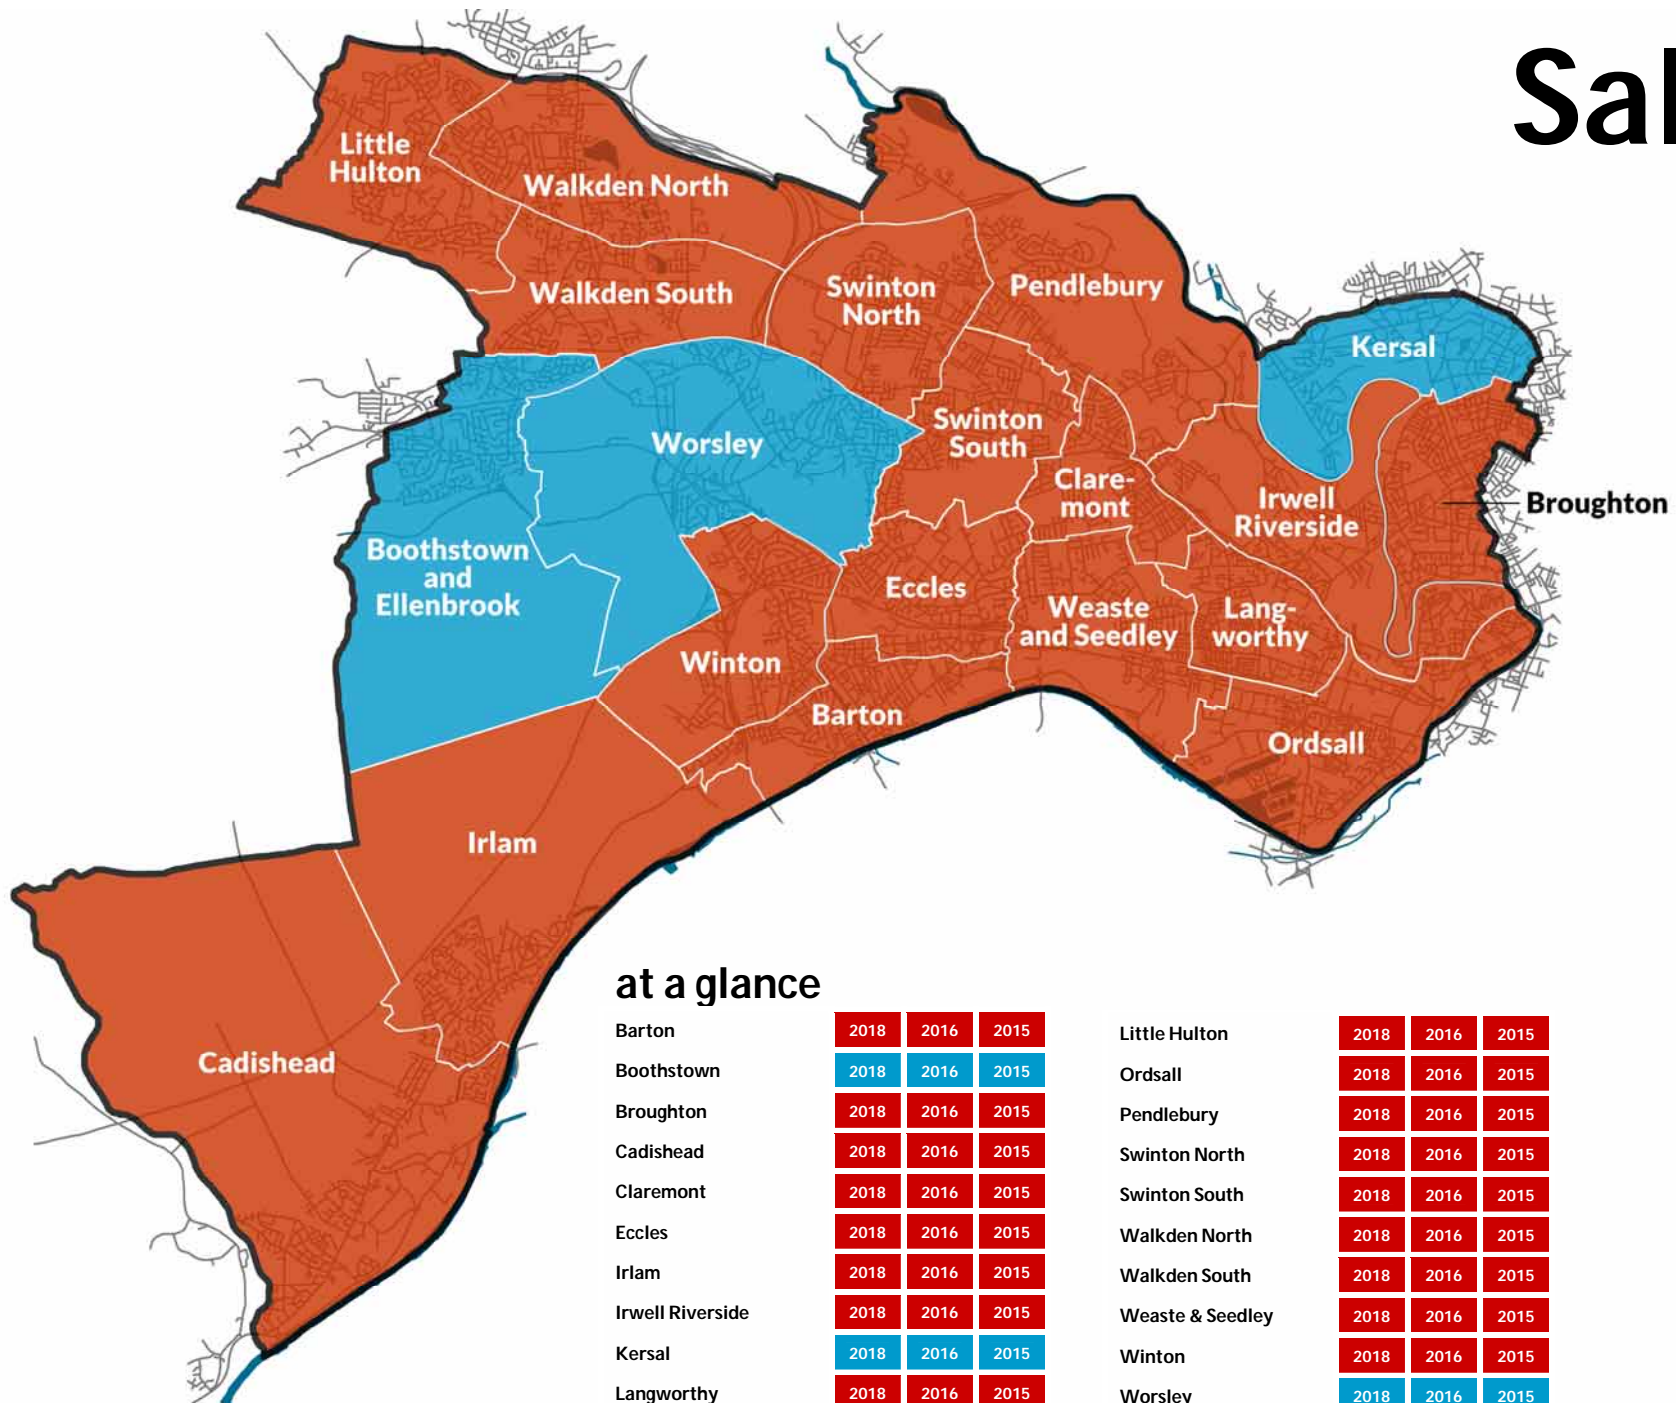 Sal
Little
Hulton
Walkden North
Walkden South
Swinton
North
Pendlebury
Kersal
Worsley
Swinton
South
Clare-
mont
Irwell
Riverside
Broughton
Boothstown
and
Ellenbrook
Eccles
Weaste
and Seedley
Lang-
worthy
Winton
Barton
Ordsall
Irlam
Cadishead
at a glance
Barton 2018 2016 2015
Boothstown 2018 2016 2015
Broughton 2018 2016 2015
Cadishead 2018 2016 2015
Claremont 2018 2016 2015
Eccles 2018 2016 2015
Irlam 2018 2016 2015
Irwell Riverside 2018 2016 2015
Kersal 2018 2016 2015
Langworthy 2018 2016 2015
Little Hulton 2018 2016 2015
Ordsall 2018 2016 2015
Pendlebury 2018 2016 2015
Swinton North 2018 2016 2015
Swinton South 2018 2016 2015
Walkden North 2018 2016 2015
Walkden South 2018 2016 2015
Weaste & Seedley 2018 2016 2015
Winton 2018 2016 2015
Worsley 2018 2016 2015